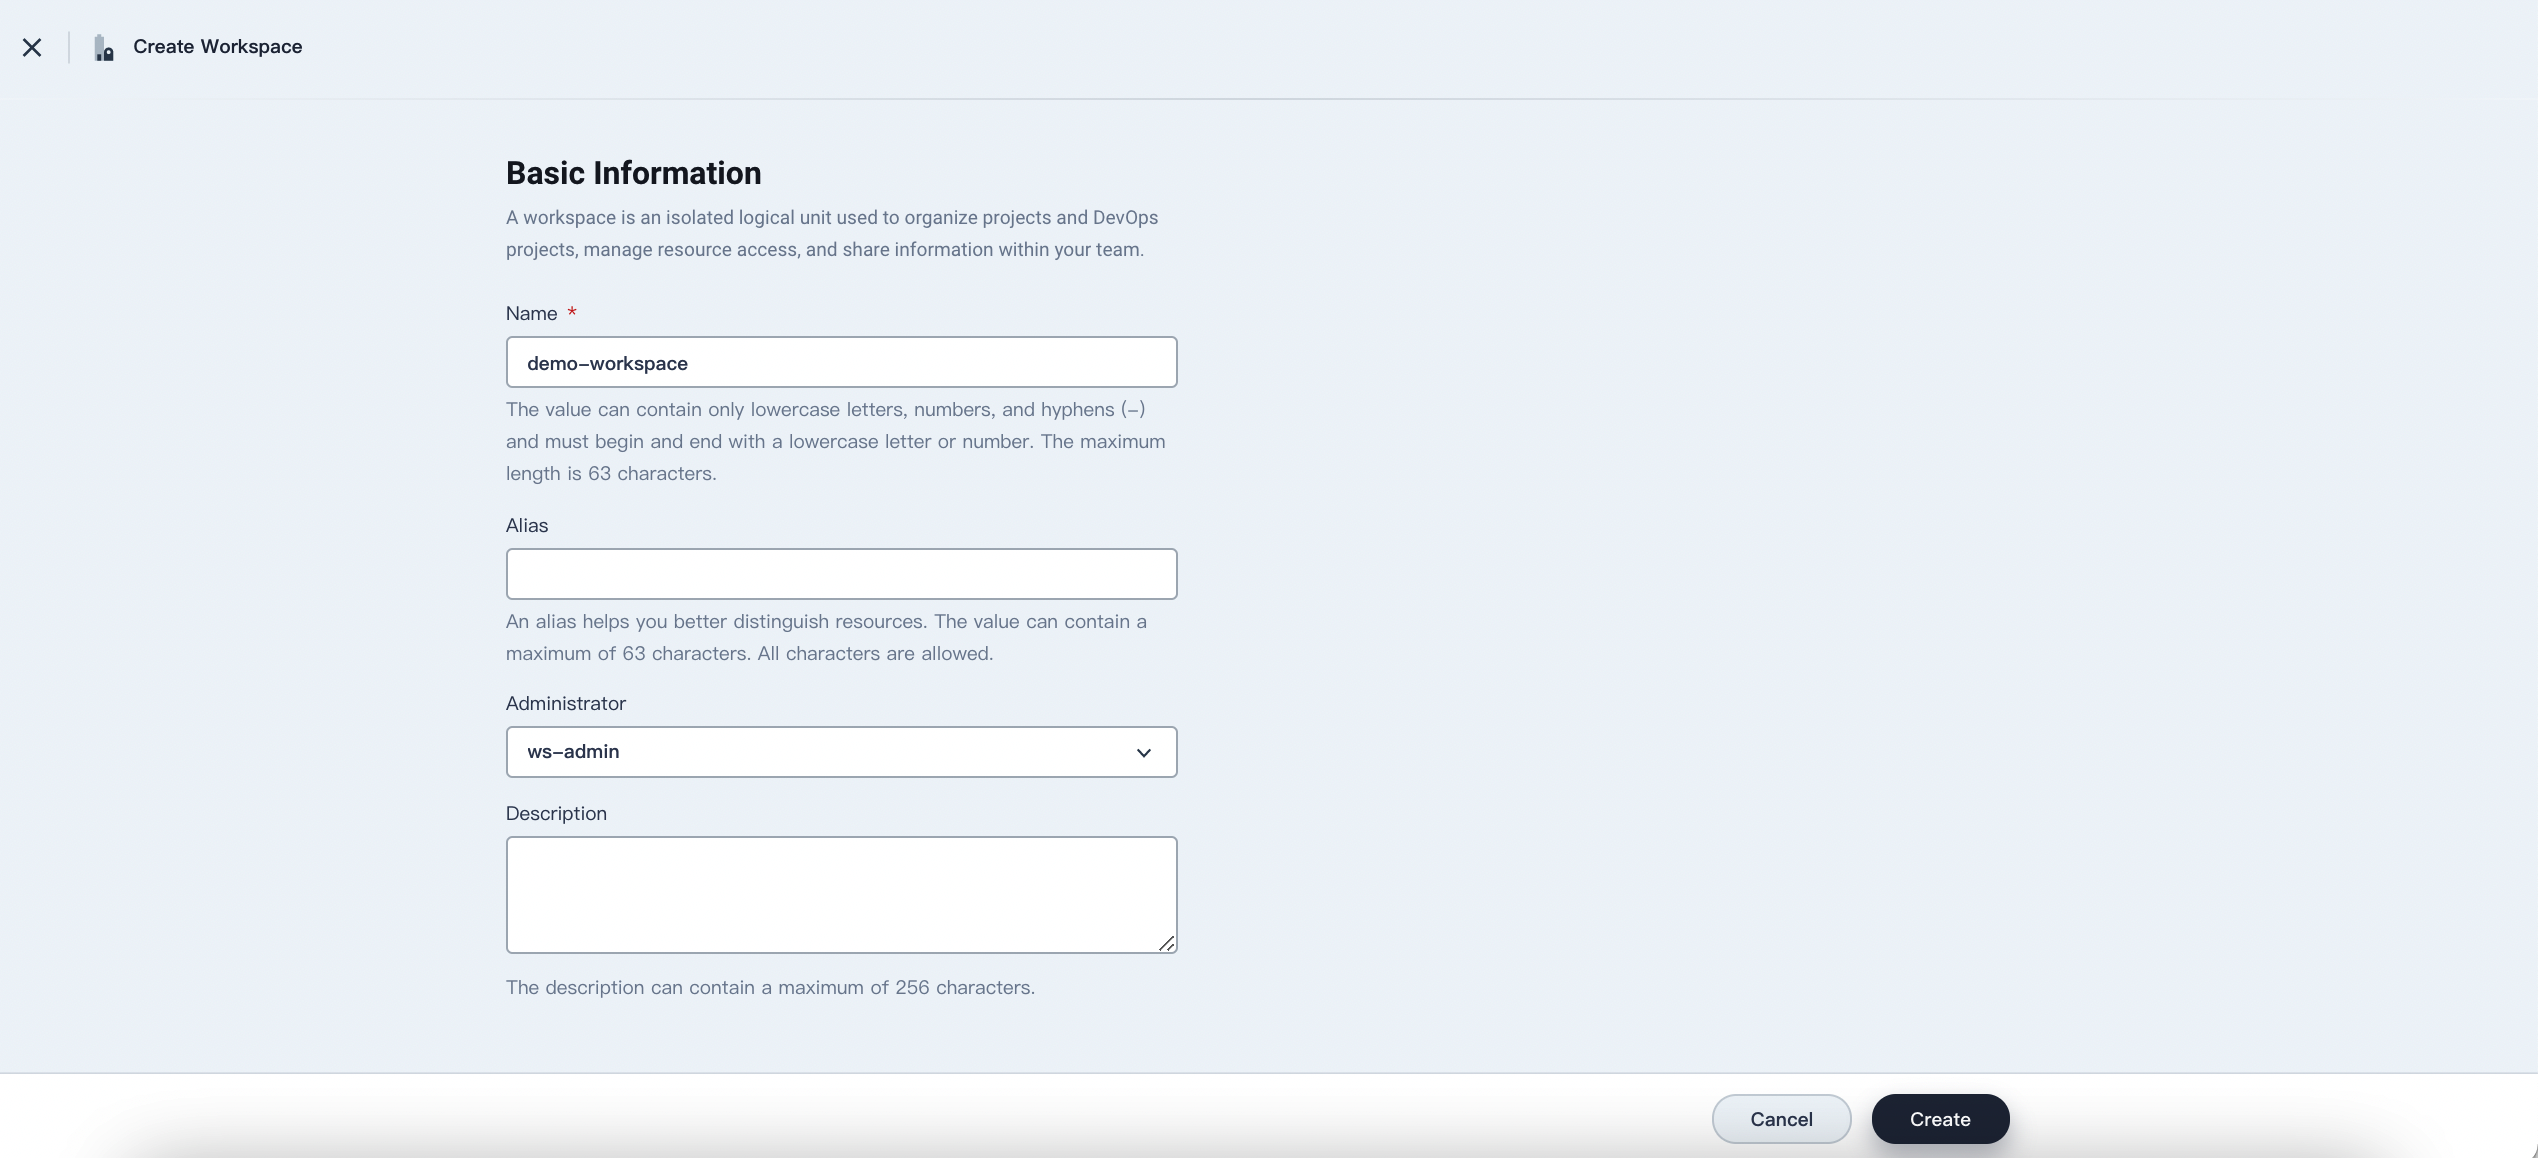 Create Workspace
Basic Information
A workspace is an isolated logical unit used to organize projects and DevOps
projects, manage resource access, and share information within your team.
Name *
demo-workspace
The value can contain only lowercase letters, numbers, and hyphens (-)
and must begin and end with a lowercase letter or number. The maximum
length is 63 characters.
Alias
An alias helps you better distinguish resources. The value can contain a
maximum of 63 characters. All characters are allowed.
Administrator
ws-admin
Description
The description can contain a maximum of 256 characters.
Cancel
Create